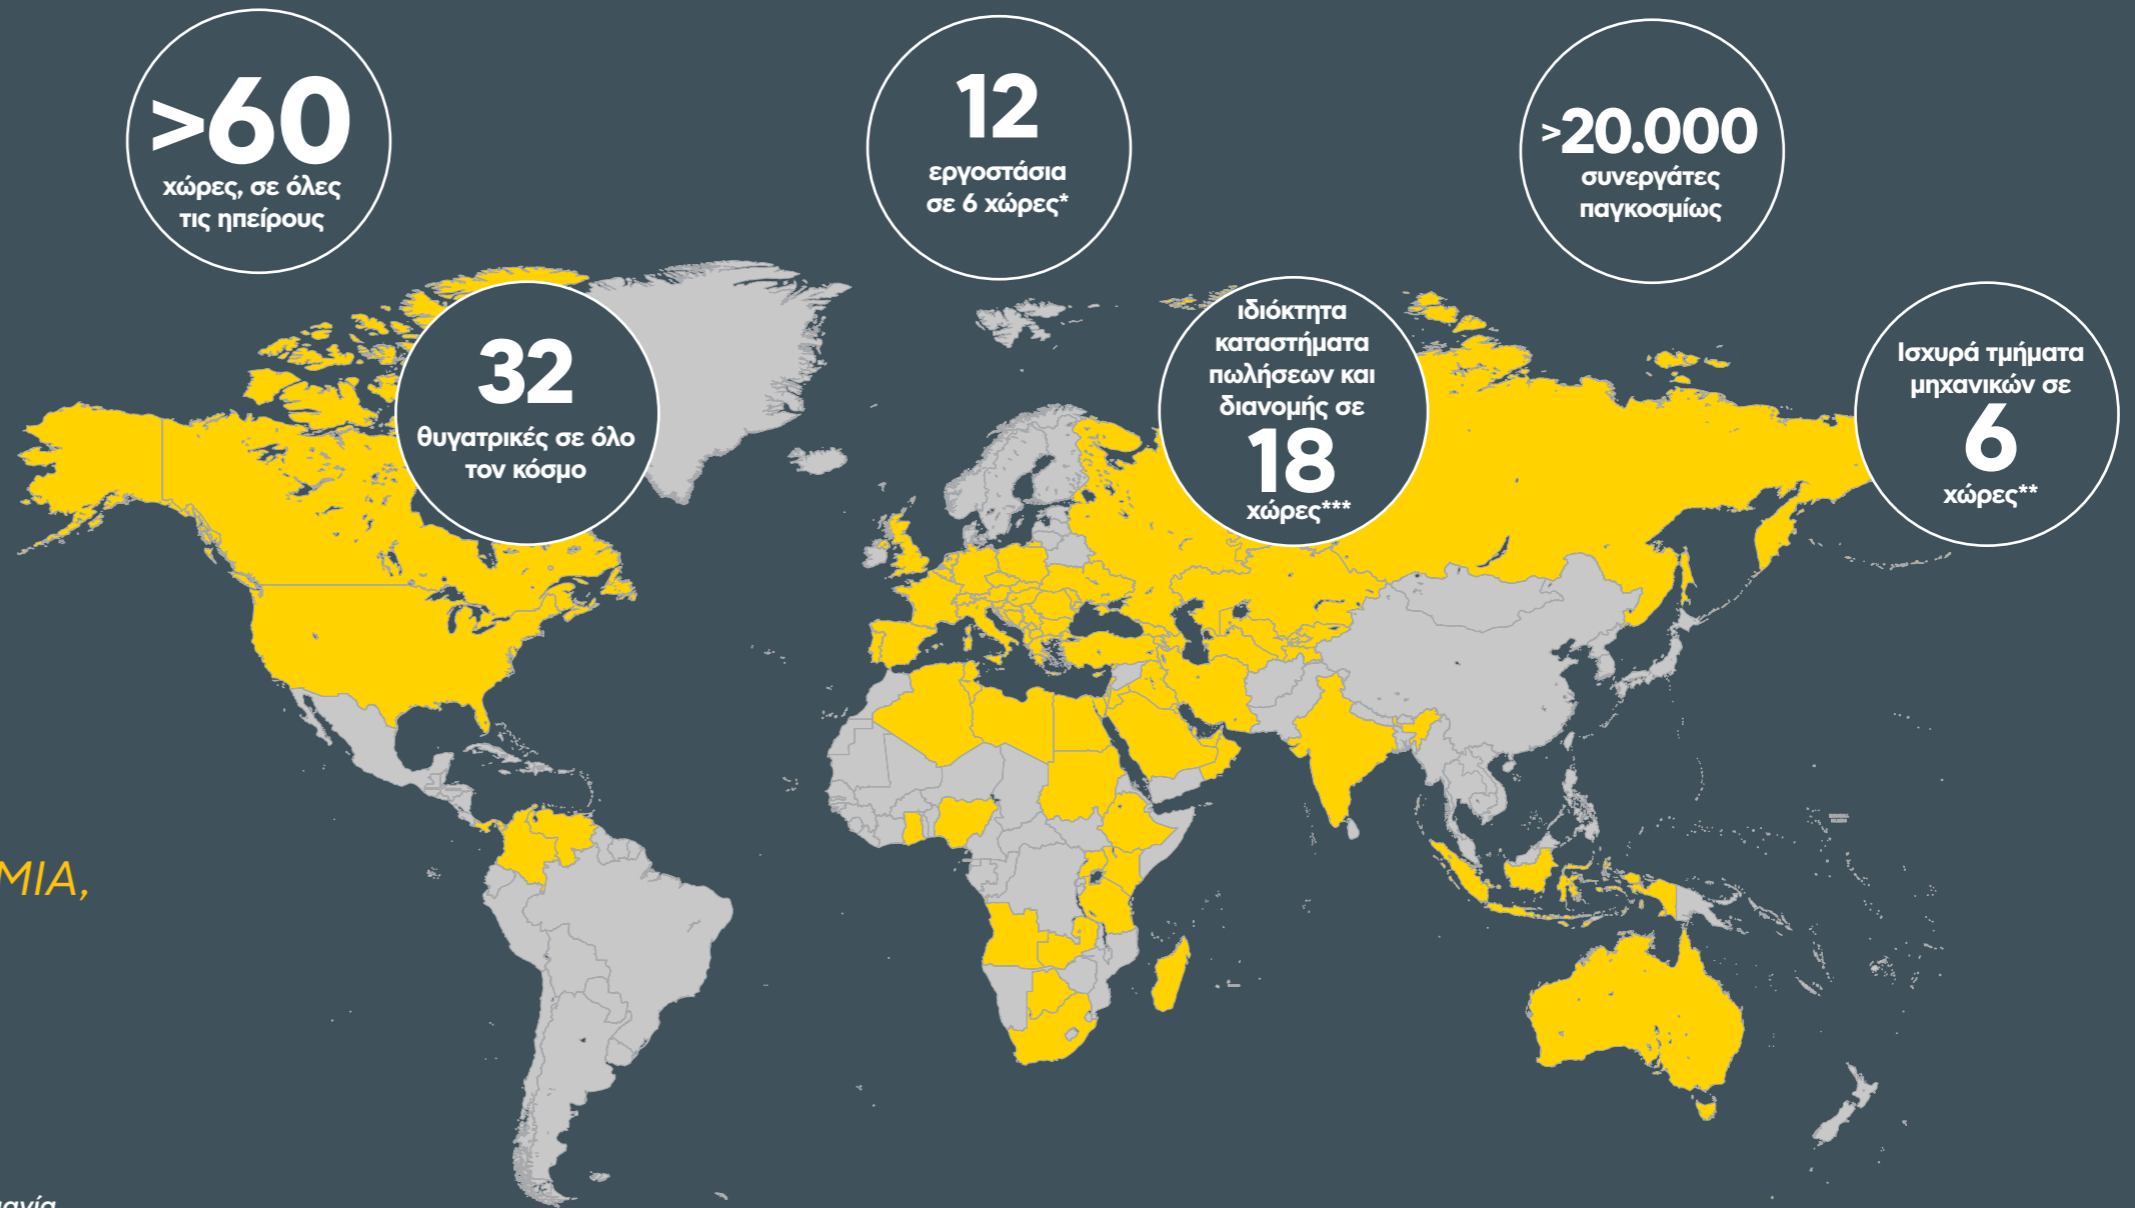 >60
χώρες, σε όλες
τις ηπείρους
12
εργοστάσια
σε 6 χώρες*
>20.000
συνεργάτες
παγκοσμίως
32
θυγατρικές σε όλο
τον κόσμο
ιδιόκτητα
καταστήματα
πωλήσεων και
διανομής σε
18
χώρες***
Ισχυρά τμήματα
μηχανικών σε
6
χώρες**
ΜΙΑ,